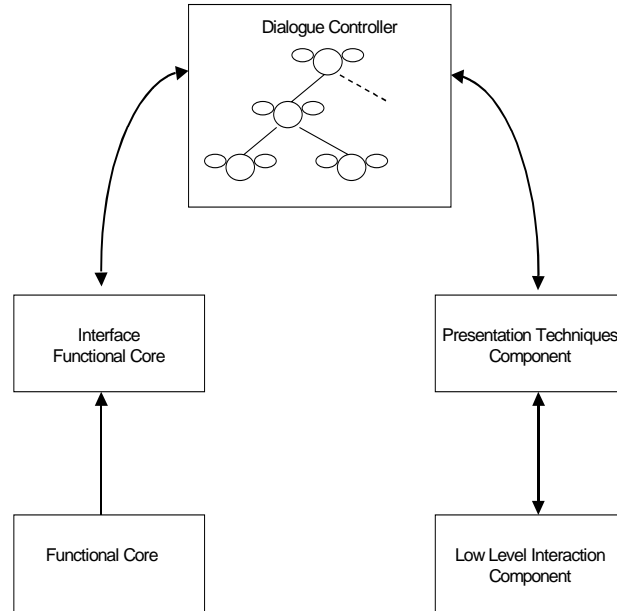 Dialogue Controller
Interface
Functional Core
Presentation Techniques
Component
Functional Core
Low Level Interaction
Component